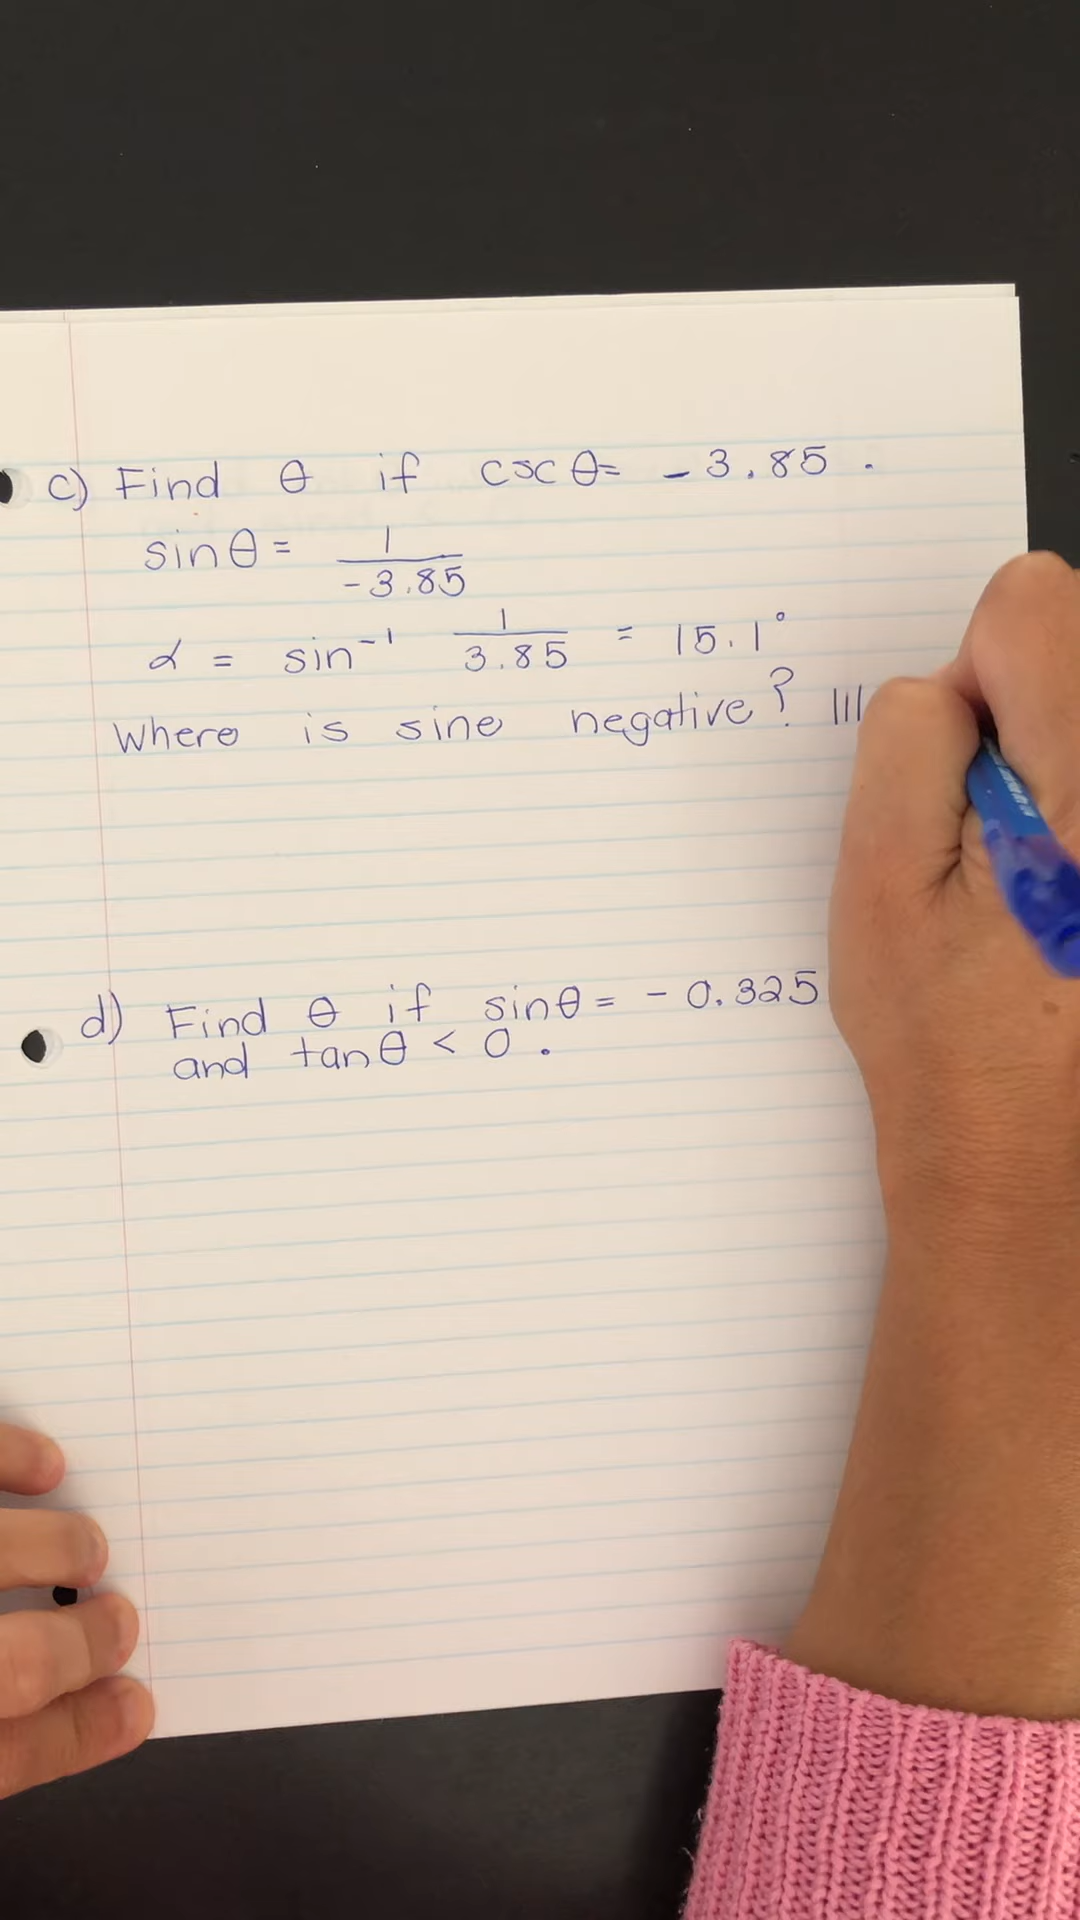 c) Find θ if csc θ = -3.85 .
sin θ = 1
-3.85
α = sin⁻¹ 1 = 15.1°
3.85
Where is sine negative? III
d) Find θ if sin θ = -0.325
and tan θ < 0 .